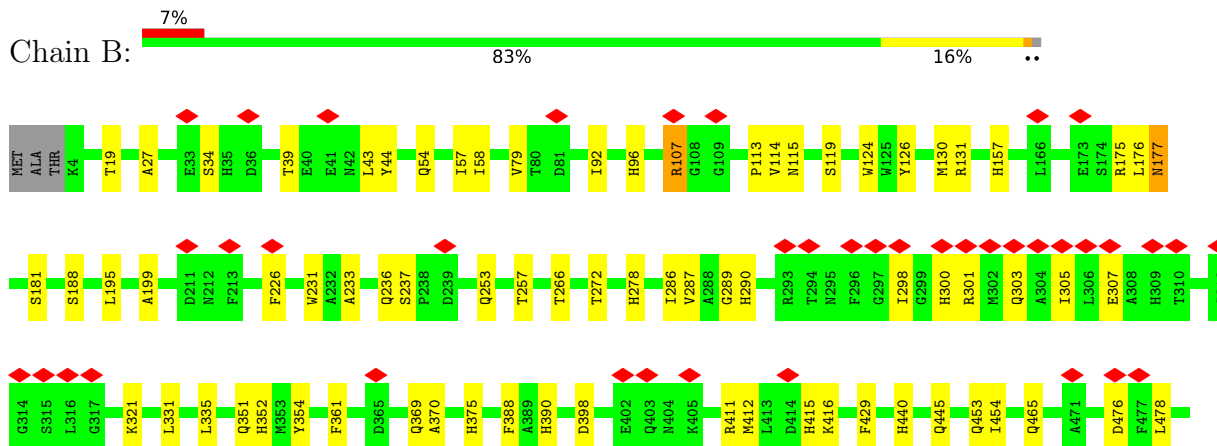 7%
Chain B:
83% 16% ..
MET ALA THR K4 T19 A27 E33 S34 H35 D36 T39 E40 E41 N42 L43 Y44 Q54 I57 I58 V79 T80 D81 I92 H96 R107 G108 G109 P113 V114 N115 S119 W124 W125 Y126 M130 R131 H157 L166 E173 S174 R175 L176 N177
S181 S188 L195 A199 D211 N212 F213 F226 W231 A232 A233 Q236 S237 P238 D239 Q253 T257 T266 T272 H278 I286 V287 A288 G289 H290 R293 T294 N295 F296 G297 I298 G299 H300 R301 M302 Q303 A304 I305 L306 E307 A308 H309 T310
G314 S315 L316 G317 K321 L331 L335 Q351 H352 M353 Y354 F361 D365 Q369 A370 H375 F388 A389 H390 D398 E402 Q403 N404 K405 R411 M412 L413 D414 H415 K416 F429 H440 Q445 Q453 I454 Q465 A471 D476 F477 L478